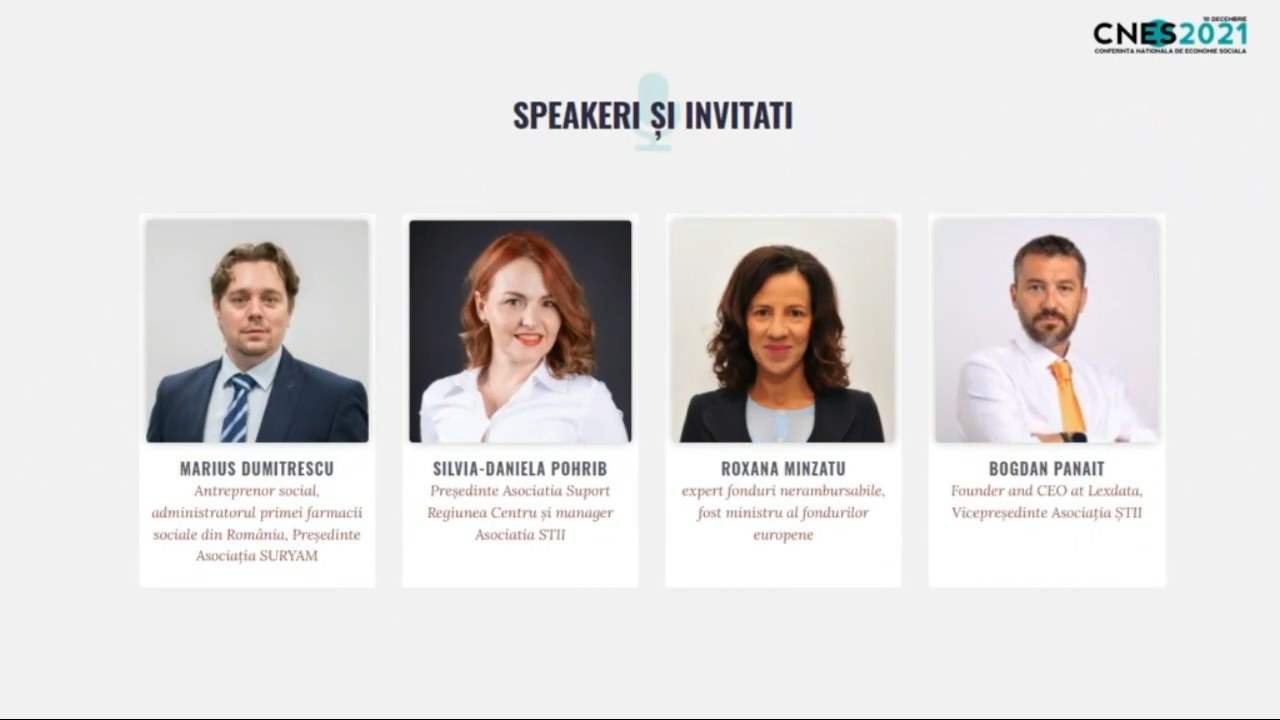 10 DECEMBRIE
CNES2021
CONFERINTA NATIONALA DE ECONOMIE SOCIALA
SPEAKERI ȘI INVITATI
MARIUS DUMITRESCU
Antreprenor social,
administratorul primei farmacii
sociale din România, Președinte
Asociația SURYAM
SILVIA-DANIELA POHRIB
Președinte Asociatia Suport
Regiunea Centru și manager
Asociatia STII
ROXANA MINZATU
expert fonduri nerambursabile,
fost ministru al fondurilor
europene
BOGDAN PANAIT
Founder and CEO at Lexdata,
Vicepreședinte Asociația ȘTII